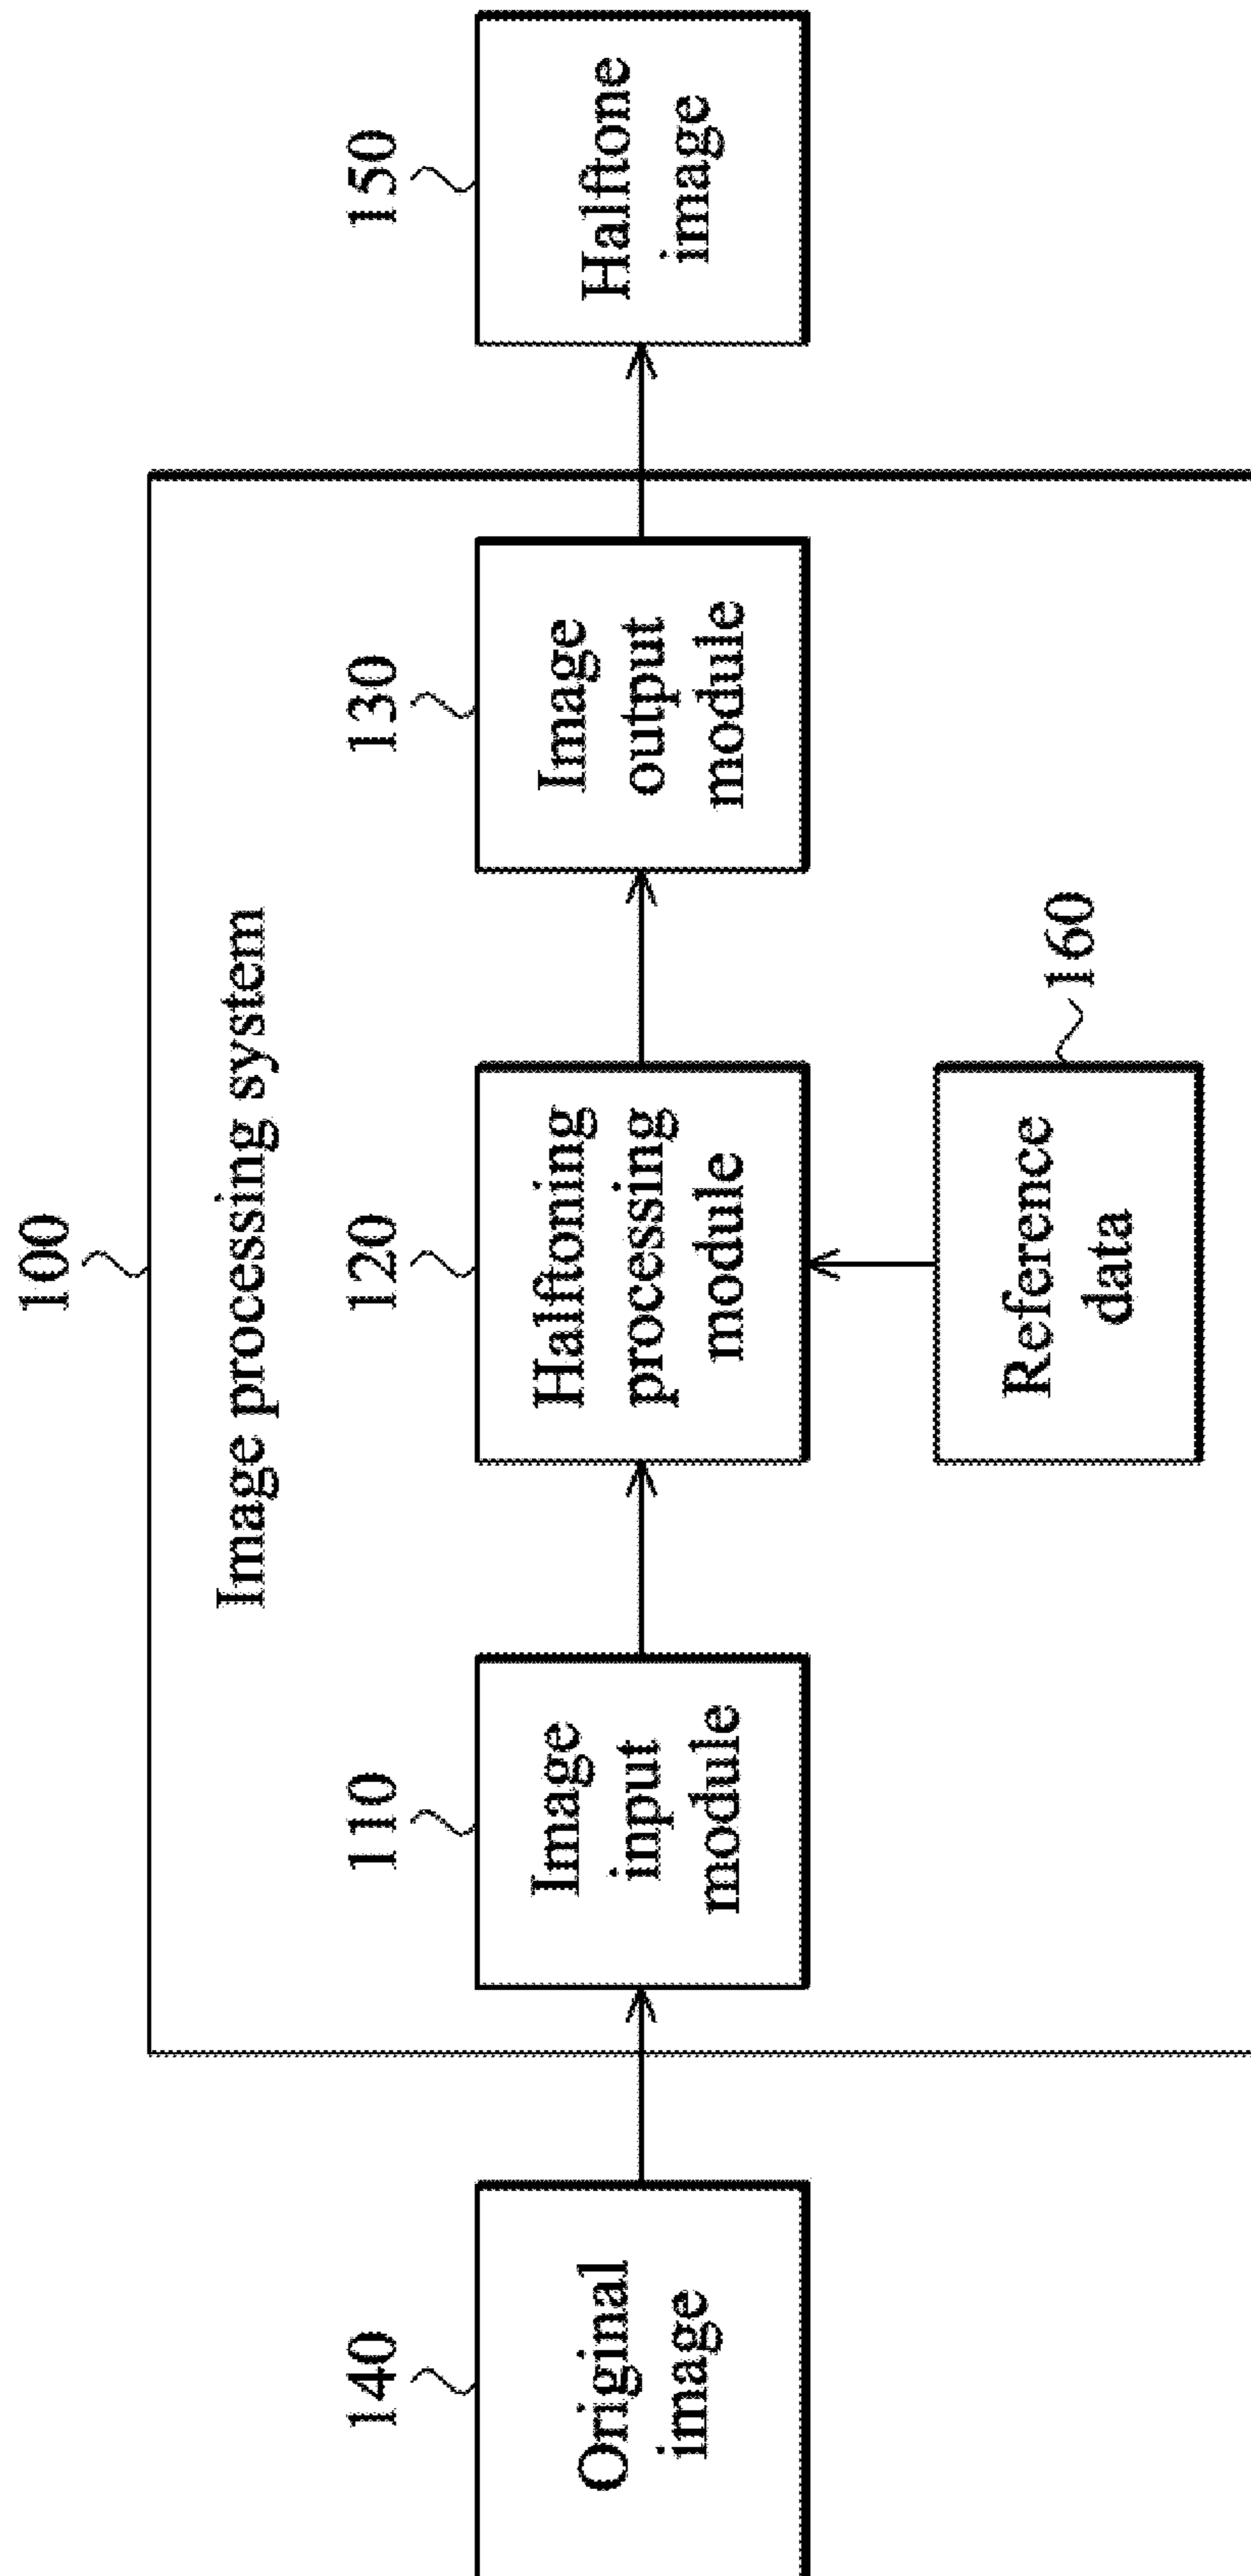 100
Image processing system
140
110
120
130
150
Original
image
Image
input
module
Halftoning
processing
module
Image
output
module
Halftone
image
160
Reference
data